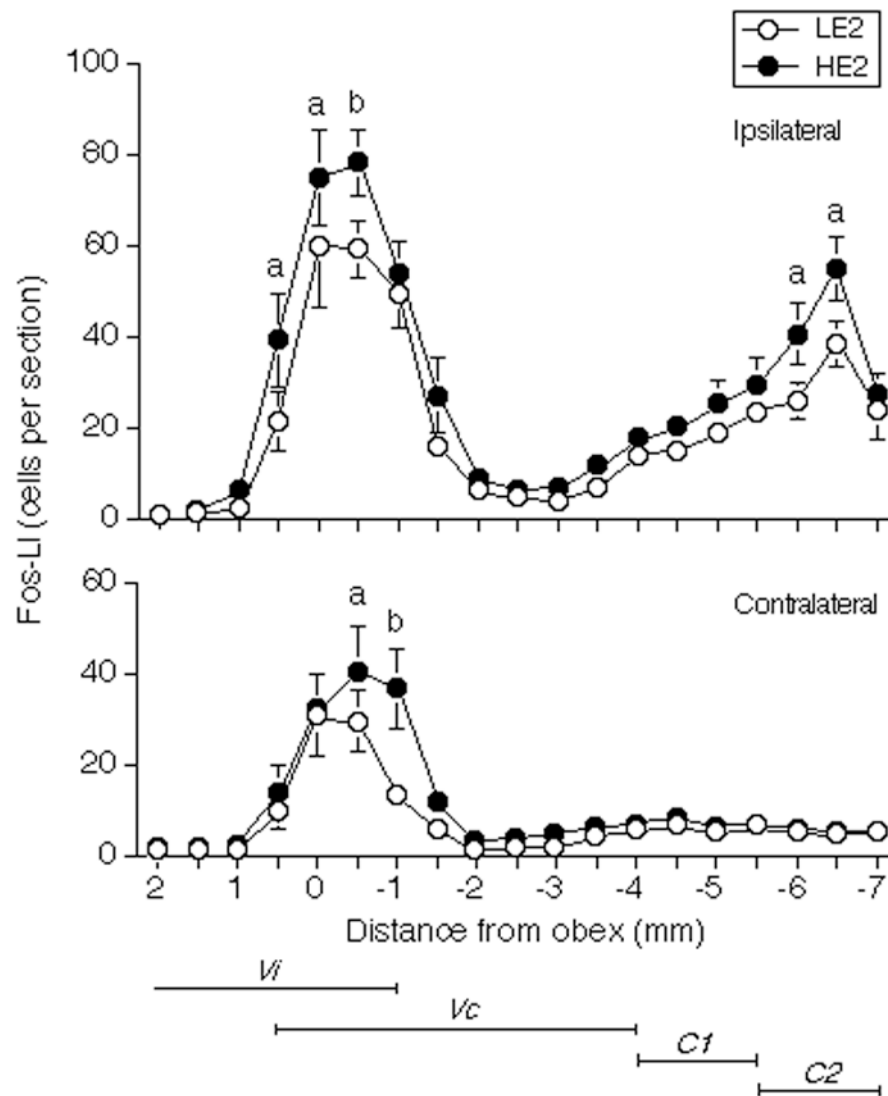 LE2
HE2
Ipsilateral
100
80
60
40
20
0
a
a
b
a
a
Fos-LI (cells per section)
Contralateral
60
40
20
0
a
b
2 1 0 -1 -2 -3 -4 -5 -6 -7
Distance from obex (mm)
Vi
Vc
C1
C2